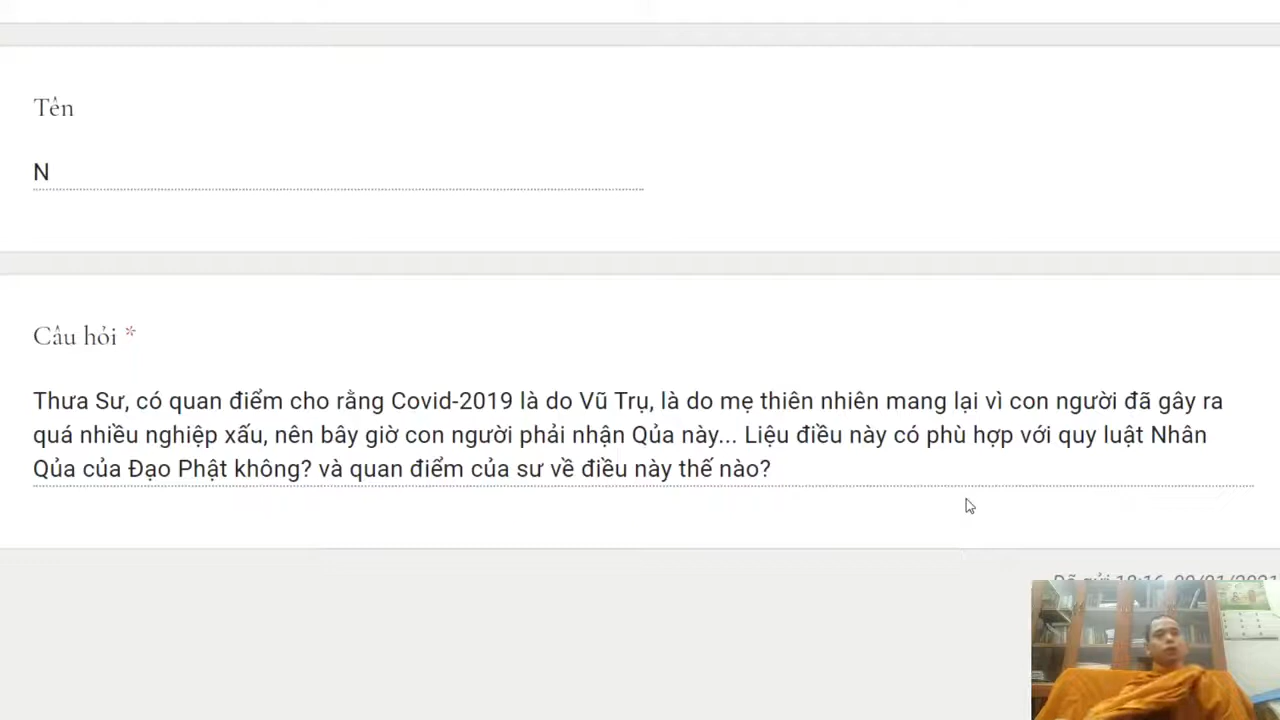 Tên
N
Câu hỏi *
Thưa Sư, có quan điểm cho rằng Covid-2019 là do Vũ Trụ, là do mẹ thiên nhiên mang lại vì con người đã gây ra
quá nhiều nghiệp xấu, nên bây giờ con người phải nhận Qủa này... Liệu điều này có phù hợp với quy luật Nhân
Qủa của Đạo Phật không? và quan điểm của sư về điều này thế nào?
Đã gửi